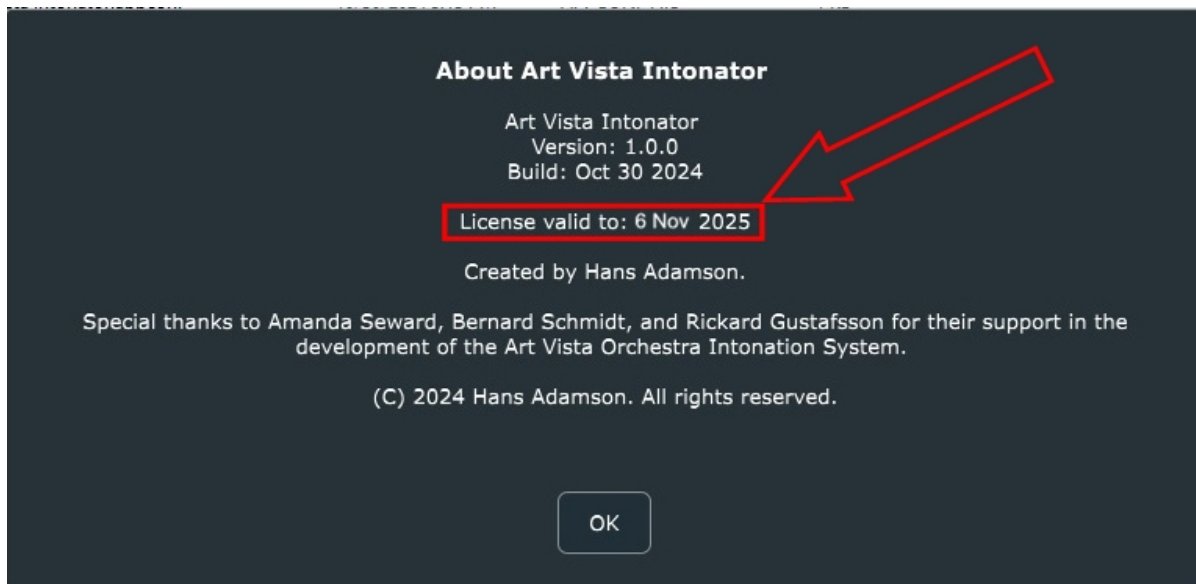 About Art Vista Intonator
Art Vista Intonator
Version: 1.0.0
Build: Oct 30 2024
License valid to: 6 Nov 2025
Created by Hans Adamson.
Special thanks to Amanda Seward, Bernard Schmidt, and Rickard Gustafsson for their support in the
development of the Art Vista Orchestra Intonation System.
(C) 2024 Hans Adamson. All rights reserved.
OK